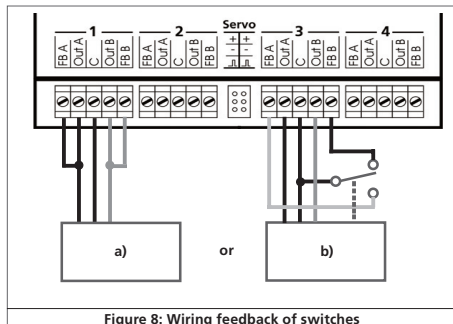 Servo
1 2 3 4
FB A Out A C Out B FB B FB A Out A C Out B FB B + - + - FB A Out A C Out B FB B FB A Out A C Out B FB B
a) or b)
Figure 8: Wiring feedback of switches